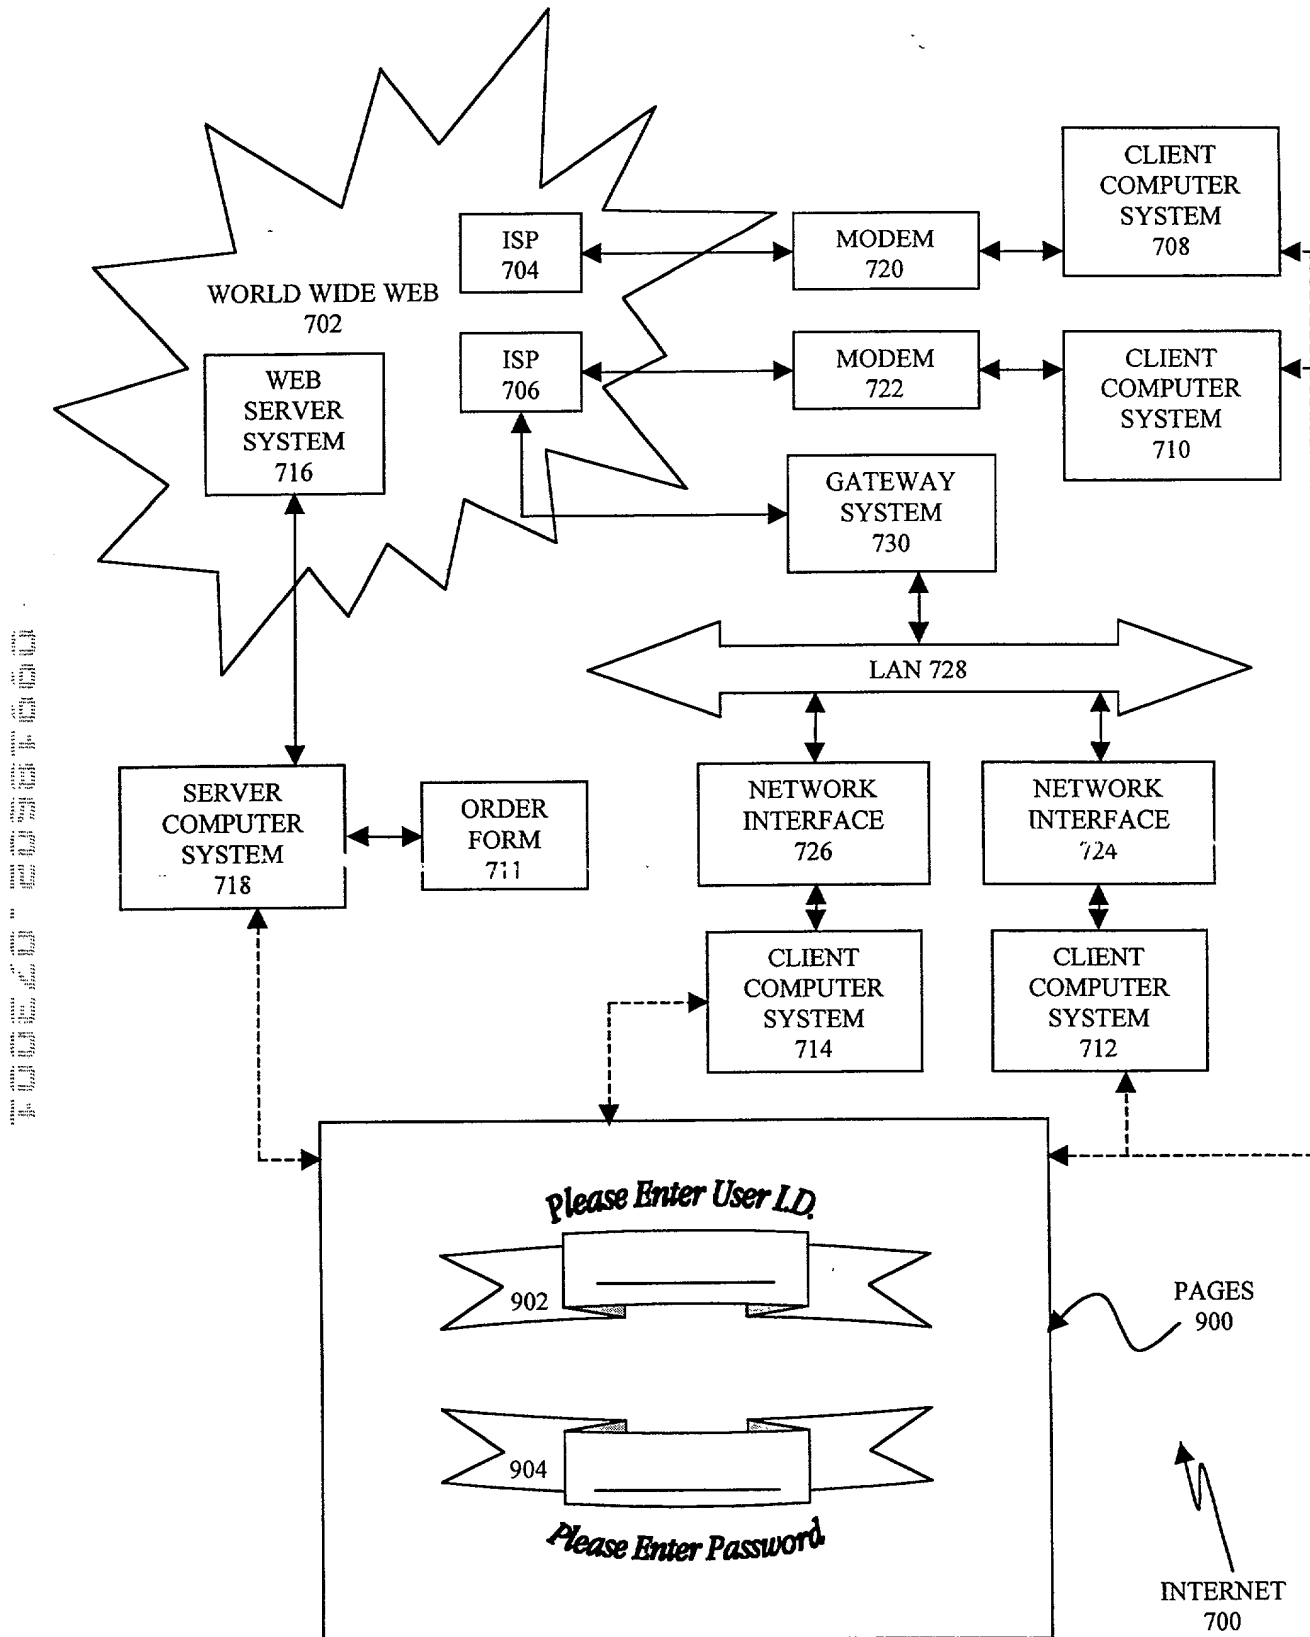 CLIENT
COMPUTER
SYSTEM
708
ISP
704
MODEM
720
WORLD WIDE WEB
702
ISP
706
MODEM
722
CLIENT
COMPUTER
SYSTEM
710
WEB
SERVER
SYSTEM
716
GATEWAY
SYSTEM
730
LAN 728
SERVER
COMPUTER
SYSTEM
718
ORDER
FORM
711
NETWORK
INTERFACE
726
NETWORK
INTERFACE
724
CLIENT
COMPUTER
SYSTEM
714
CLIENT
COMPUTER
SYSTEM
712
Please Enter User I.D.
902
PAGES
900
904
Please Enter Password
INTERNET
700